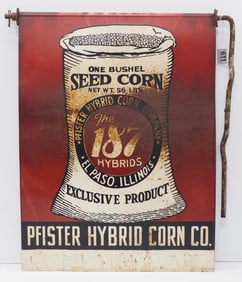 ONE BUSHEL
SEED CORN
NET WT. 56 LBS.
PFISTER HYBRID CORN COMPANY
The
187
HYBRIDS
EL PASO, ILLINOIS
EXCLUSIVE PRODUCT
PFISTER HYBRID CORN CO.